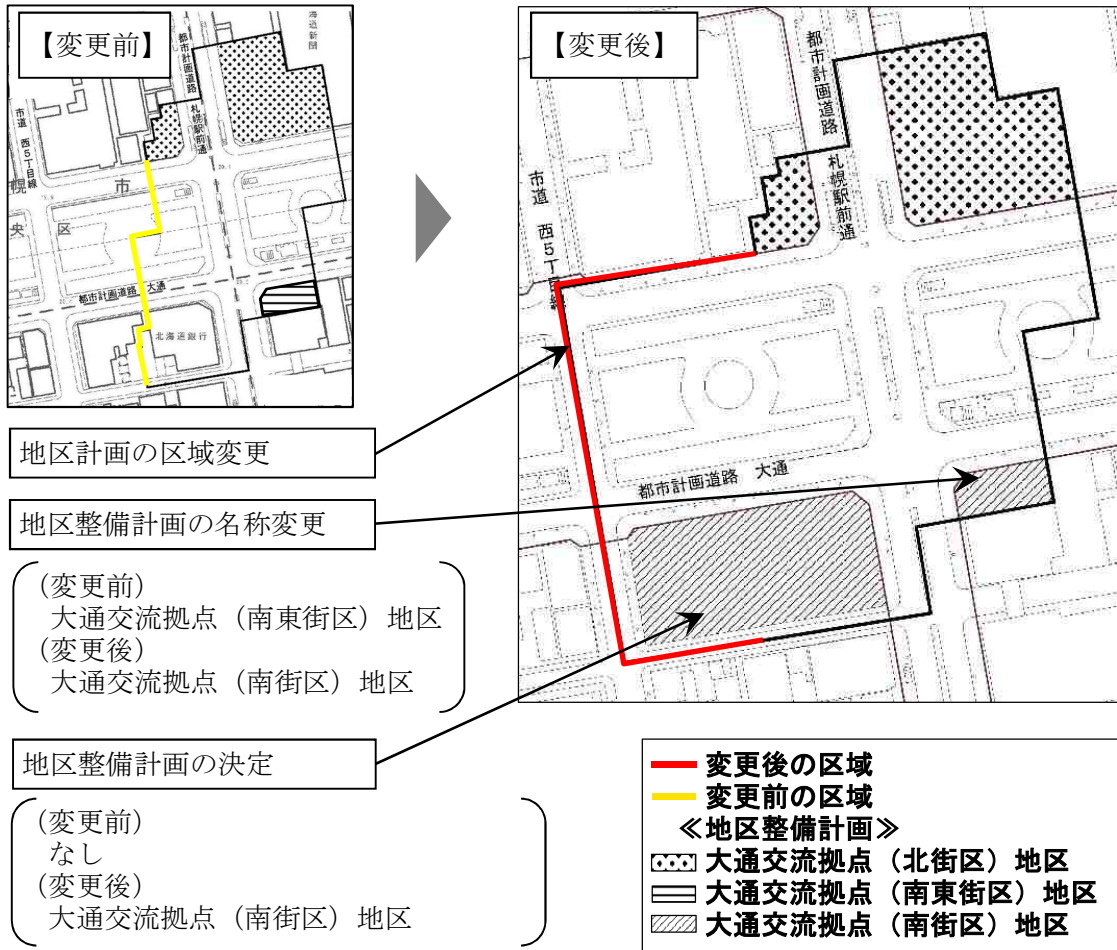 【変更前】
海道新聞
都市計画道路
札幌駅前通
市道 西5丁目線
幌 市
央 区
都市計画道路 大通
北海道銀行
【変更後】
都市計画道路 札幌駅前通
市道 西5丁目線
都市計画道路 大通
地区計画の区域変更
地区整備計画の名称変更
(変更前)
大通交流拠点（南東街区）地区
(変更後)
大通交流拠点（南街区）地区
地区整備計画の決定
(変更前)
なし
(変更後)
大通交流拠点（南街区）地区
変更後の区域
変更前の区域
≪地区整備計画≫
大通交流拠点（北街区）地区
大通交流拠点（南東街区）地区
大通交流拠点（南街区）地区